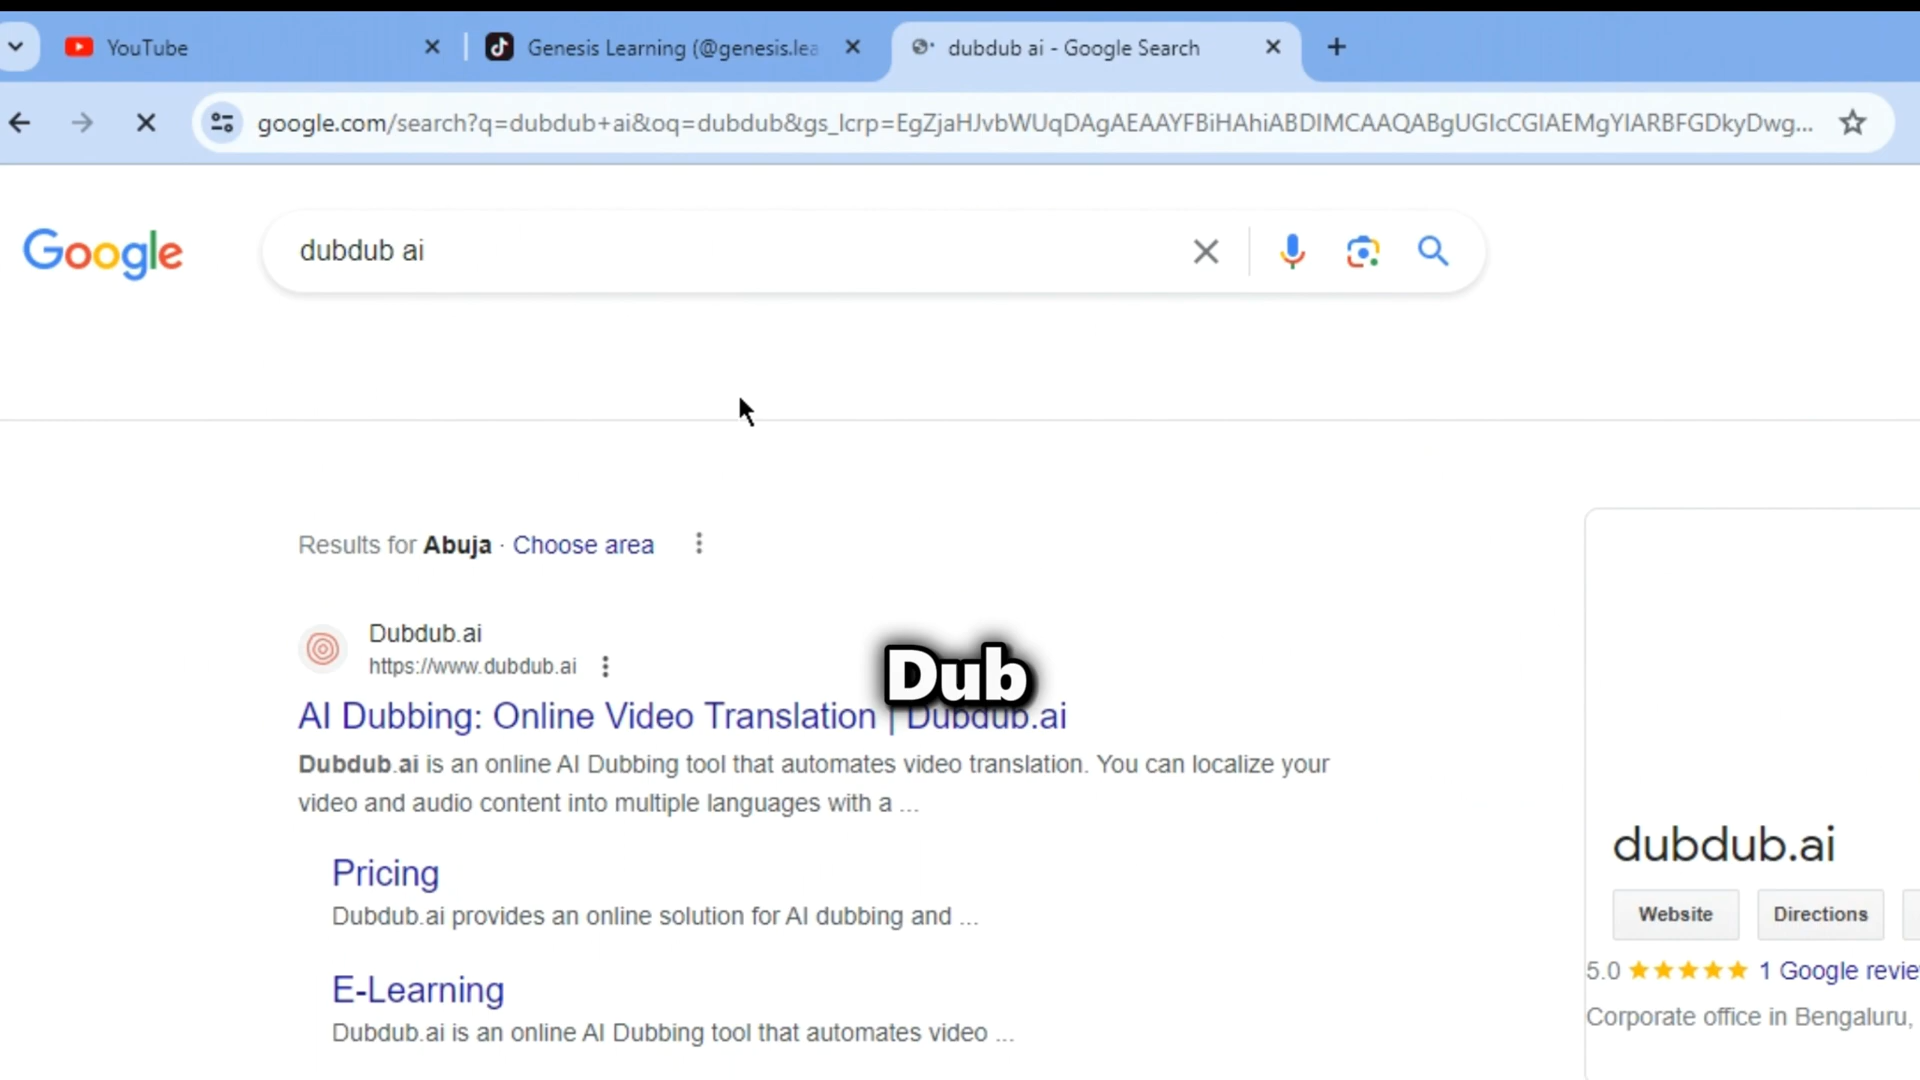 YouTube
Genesis Learning (@genesis.lea
dubdub ai - Google Search
google.com/search?q=dubdub+ai&oq=dubdub&gs_lcrp=EgZjaHJvbWUqDAgAEAAYFBiHAhiABDIMCAAQABgUGIcCGIAEMgYIARBFGDkyDwg...
Google
dubdub ai
Results for Abuja · Choose area
Dubdub.ai
https://www.dubdub.ai
Dub
AI Dubbing: Online Video Translation | Dubdub.ai
Dubdub.ai is an online AI Dubbing tool that automates video translation. You can localize your
video and audio content into multiple languages with a ...
Pricing
Dubdub.ai provides an online solution for AI dubbing and ...
E-Learning
Dubdub.ai is an online AI Dubbing tool that automates video ...
dubdub.ai
Website
Directions
5.0
1 Google revie
Corporate office in Bengaluru,